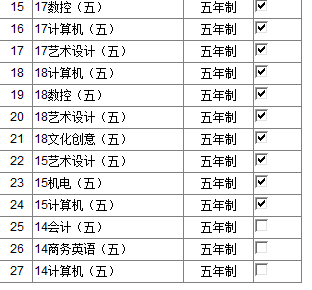 15 17数控（五） 五年制
16 17计算机（五） 五年制
17 17艺术设计（五） 五年制
18 18计算机（五） 五年制
19 18数控（五） 五年制
20 18艺术设计（五） 五年制
21 18文化创意（五） 五年制
22 15艺术设计（五） 五年制
23 15机电（五） 五年制
24 15计算机（五） 五年制
25 14会计（五） 五年制
26 14商务英语（五） 五年制
27 14计算机（五） 五年制